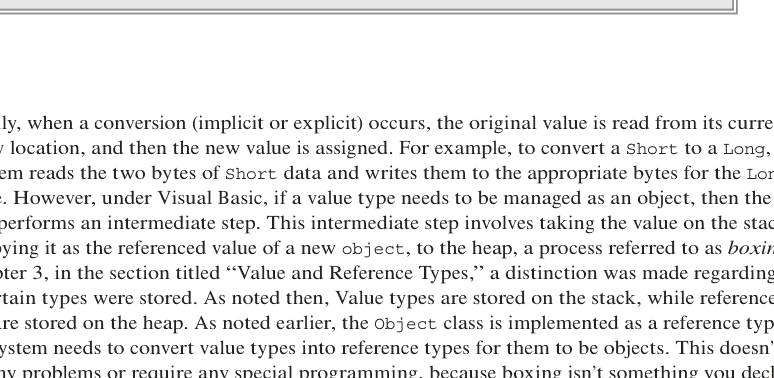 ly, when a conversion (implicit or explicit) occurs, the original value is read from its curre
location, and then the new value is assigned. For example, to convert a Short to a Long,
em reads the two bytes of Short data and writes them to the appropriate bytes for the Lon
. However, under Visual Basic, if a value type needs to be managed as an object, then the
performs an intermediate step. This intermediate step involves taking the value on the stac
ying it as the referenced value of a new object, to the heap, a process referred to as boxin
pter 3, in the section titled “Value and Reference Types,” a distinction was made regarding
rtain types were stored. As noted then, Value types are stored on the stack, while reference
are stored on the heap. As noted earlier, the Object class is implemented as a reference typ
ystem needs to convert value types into reference types for them to be objects. This doesn’
ny problems or require any special programming, because boxing isn’t something you decl